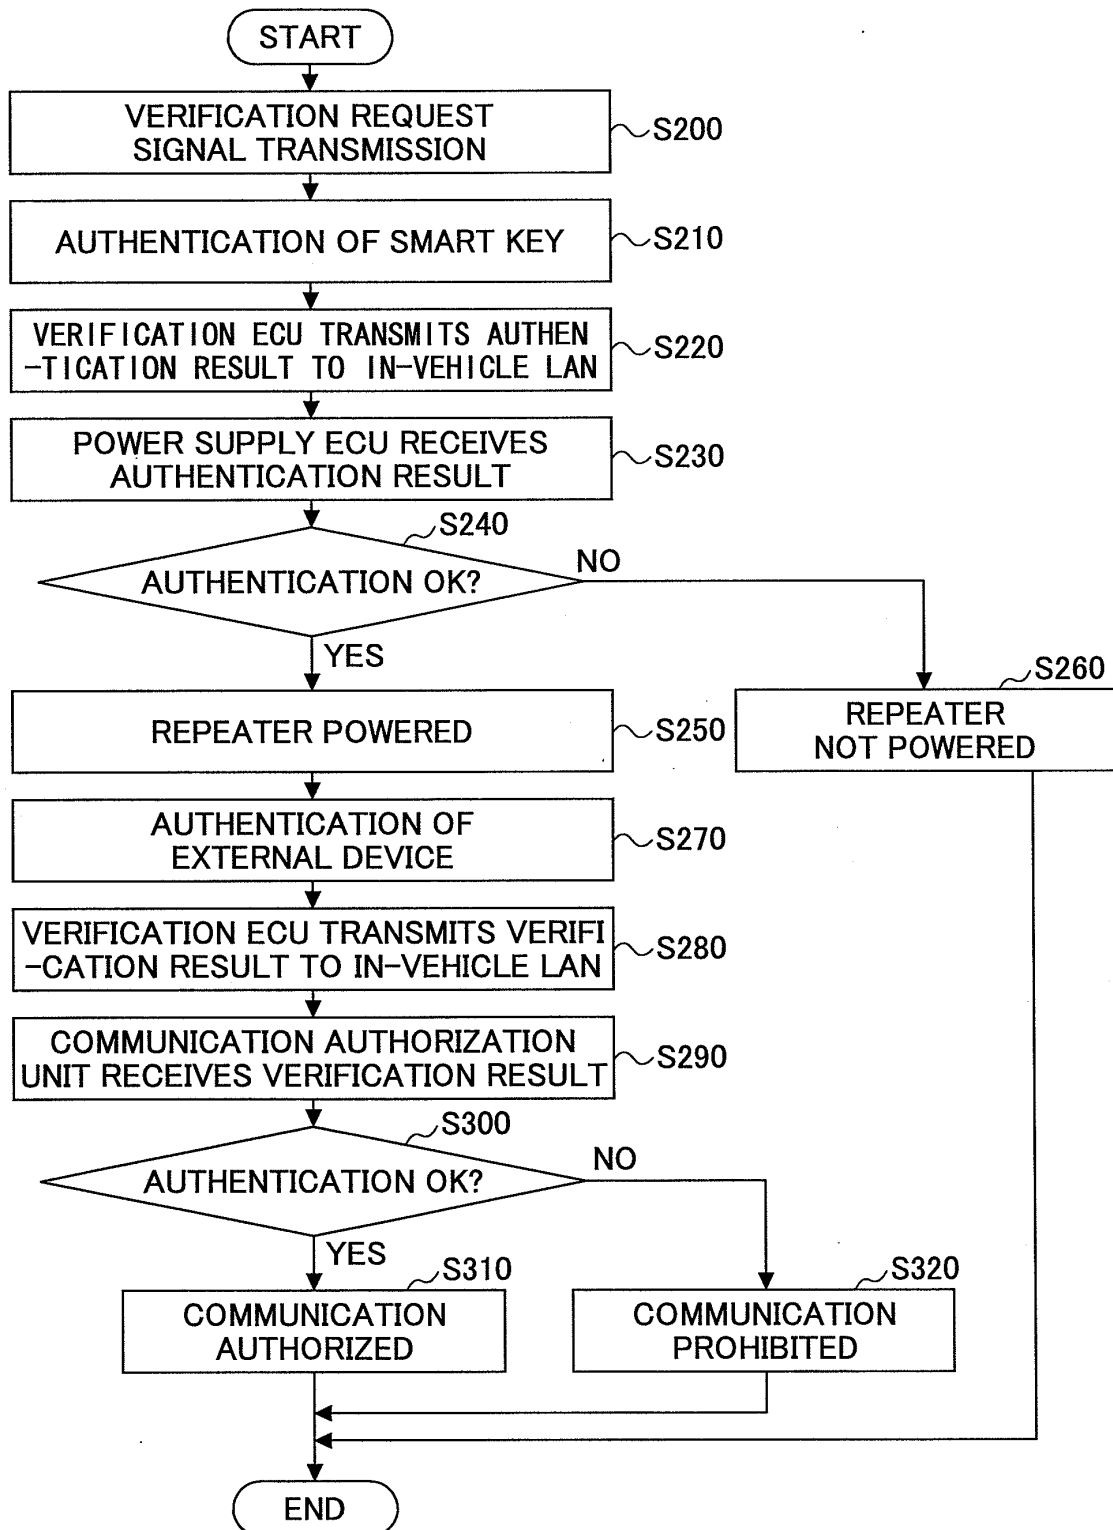 START
VERIFICATION REQUEST
SIGNAL TRANSMISSION
S200
AUTHENTICATION OF SMART KEY
S210
VERIFICATION ECU TRANSMITS AUTHEN
-TICATION RESULT TO IN-VEHICLE LAN
S220
POWER SUPPLY ECU RECEIVES
AUTHENTICATION RESULT
S230
S240
AUTHENTICATION OK?
NO
YES
S260
REPEATER POWERED
S250
REPEATER
NOT POWERED
AUTHENTICATION OF
EXTERNAL DEVICE
S270
VERIFICATION ECU TRANSMITS VERIFI
-CATION RESULT TO IN-VEHICLE LAN
S280
COMMUNICATION AUTHORIZATION
UNIT RECEIVES VERIFICATION RESULT
S290
S300
AUTHENTICATION OK?
NO
YES
S310
COMMUNICATION
AUTHORIZED
S320
COMMUNICATION
PROHIBITED
END